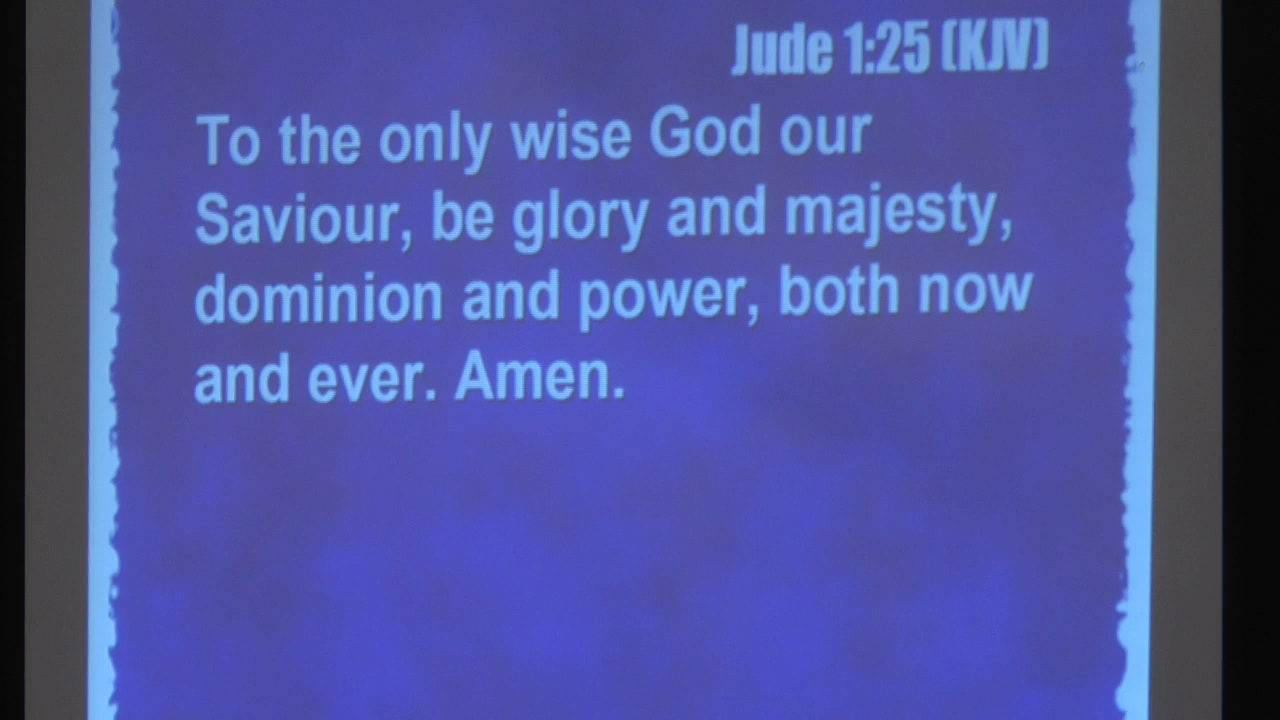 Jude 1:25 (KJV)
To the only wise God our
Saviour, be glory and majesty,
dominion and power, both now
and ever. Amen.